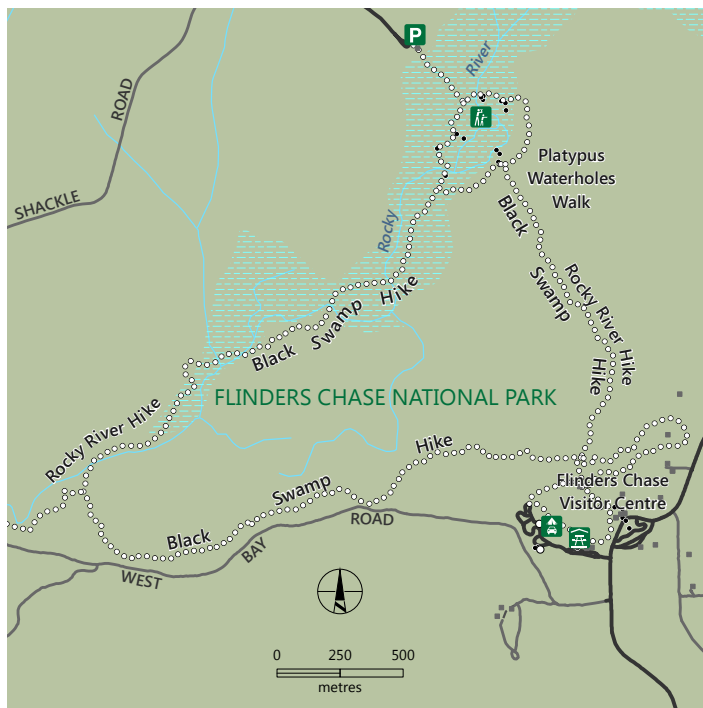 P
River
ROAD
SHACKLE
Platypus
Waterholes
Walk
Black
Swamp
Hike
Rocky River Hike
Rocky
Black Swamp Hike
FLINDERS CHASE NATIONAL PARK
Rocky River Hike
Black Swamp Hike
Flinders Chase
Visitor Centre
WEST BAY ROAD
0 250 500
metres